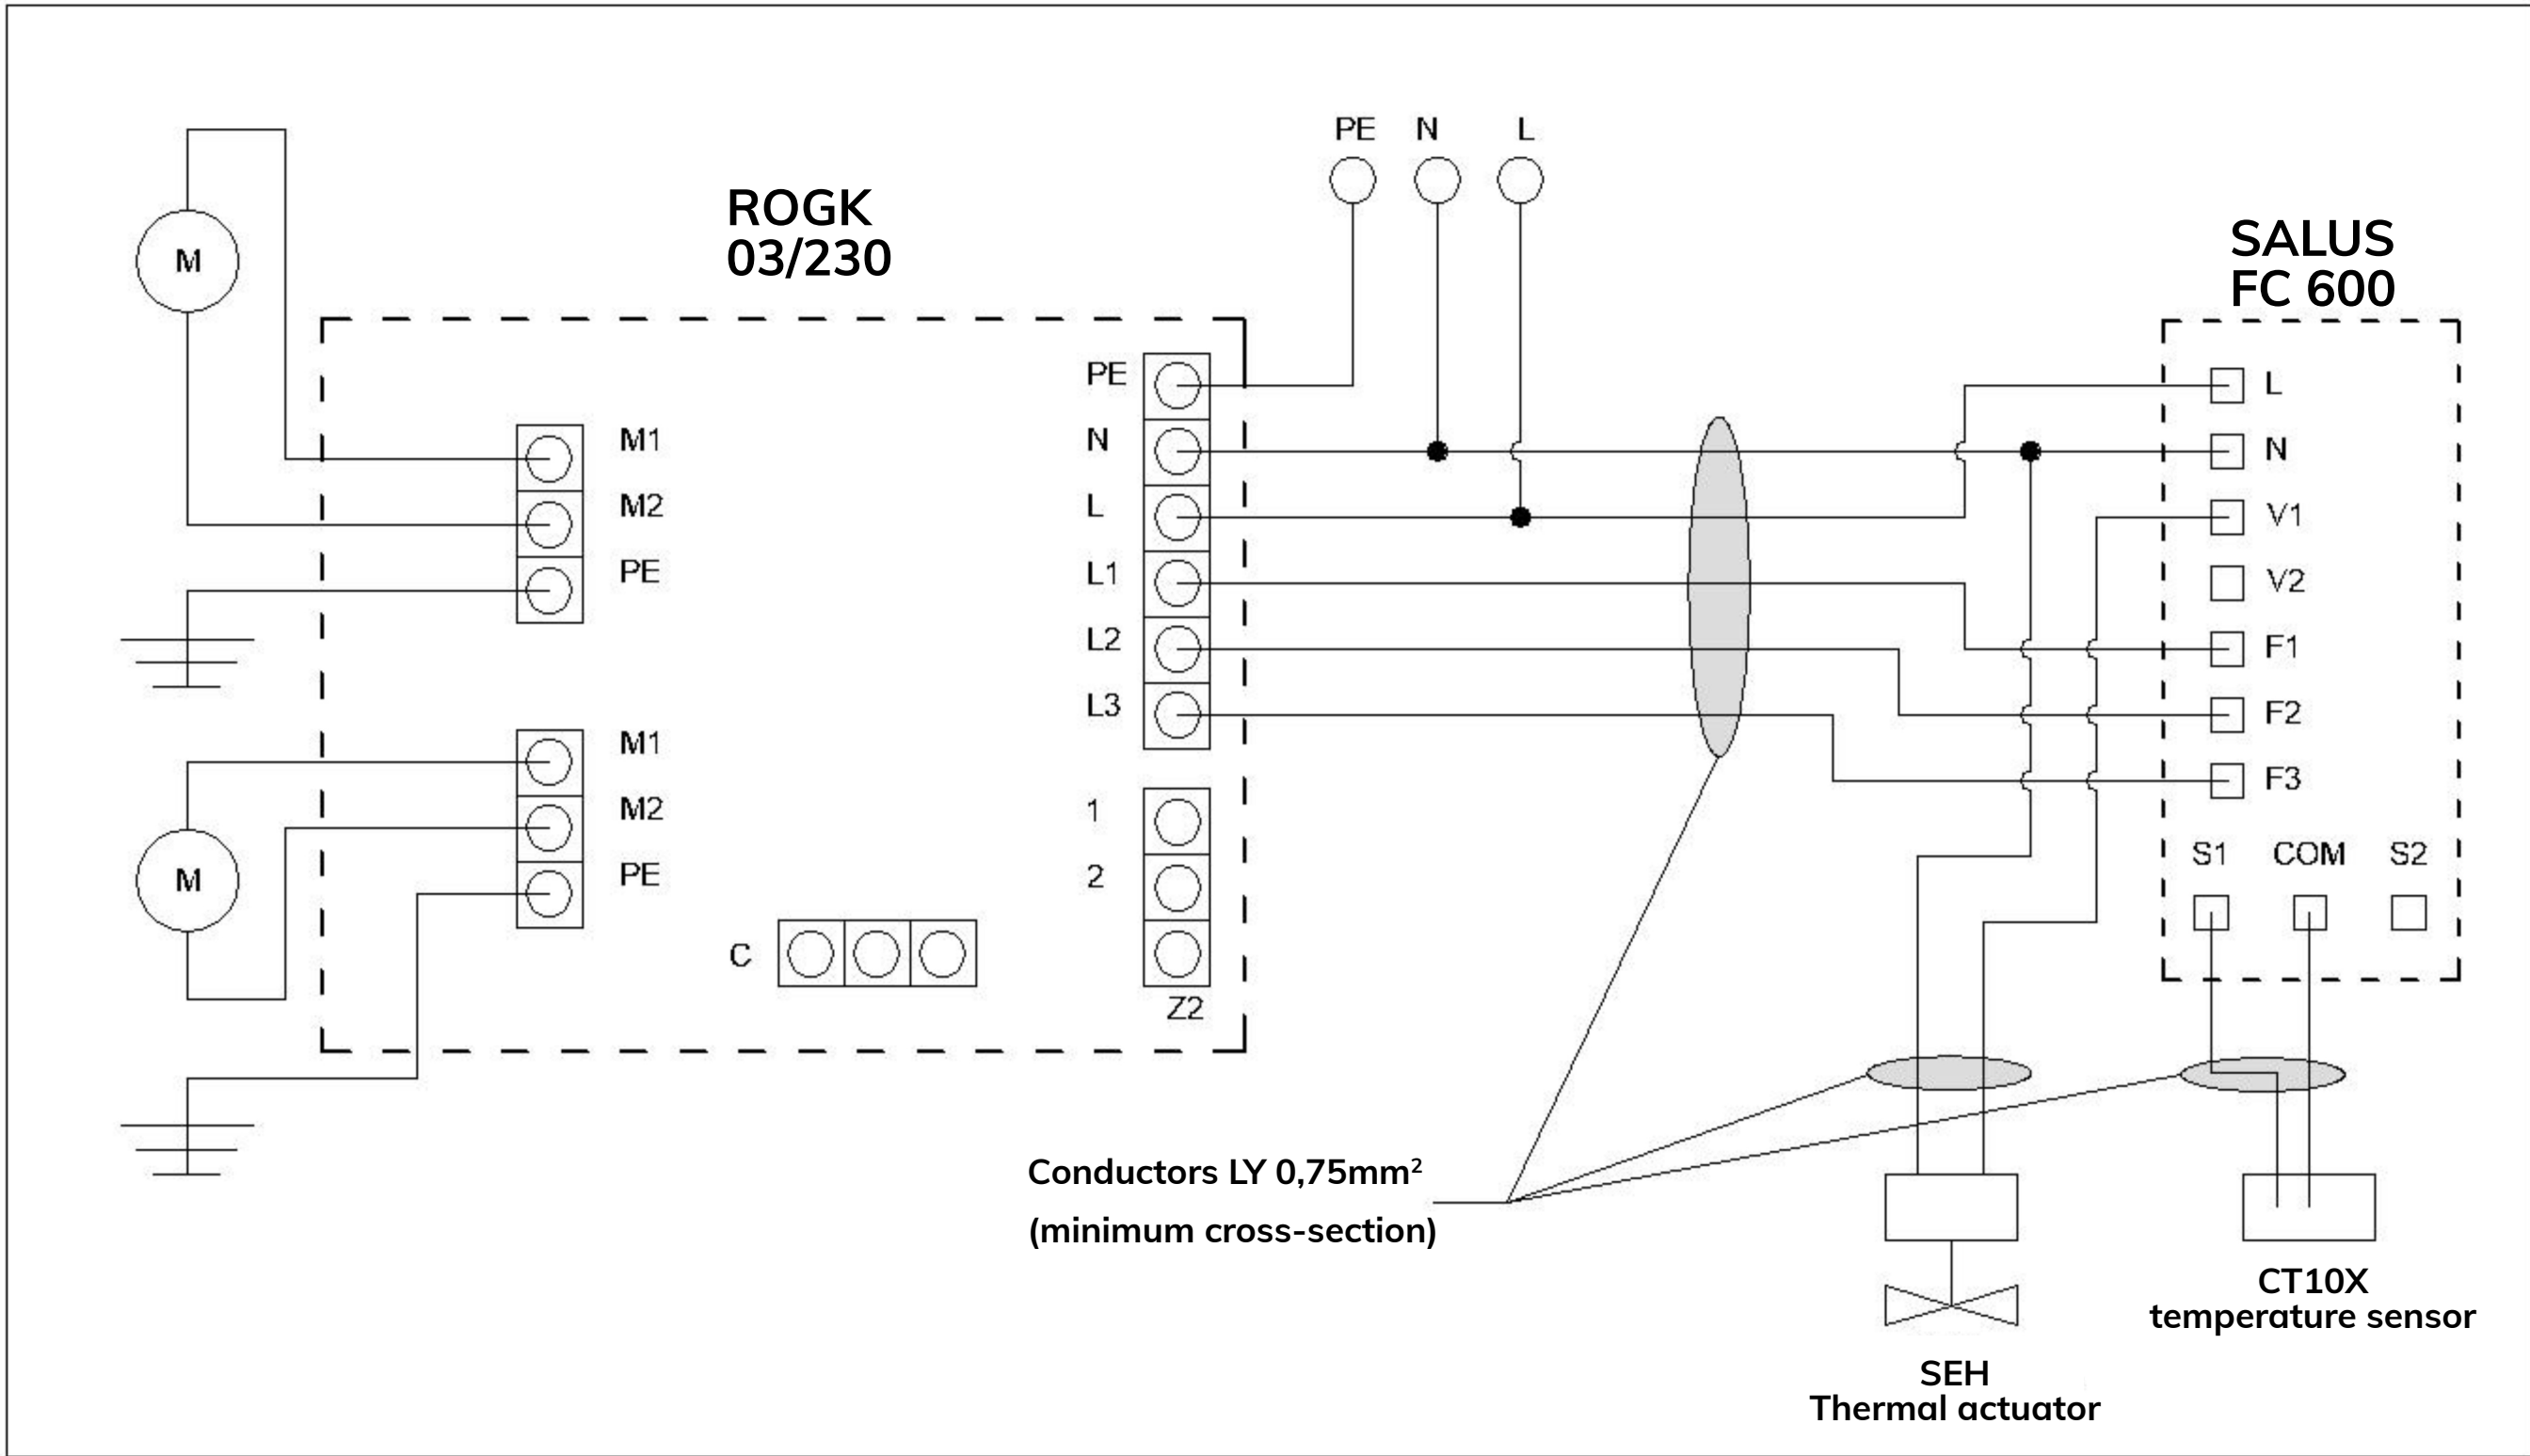 PE N L
ROGK
03/230
SALUS
FC 600
M
M1
M2
PE
M
M1
M2
PE
C
PE
N
L
L1
L2
L3
1
2
Z2
L
N
V1
V2
F1
F2
F3
S1 COM S2
Conductors LY 0,75mm²
(minimum cross-section)
CT10X
temperature sensor
SEH
Thermal actuator